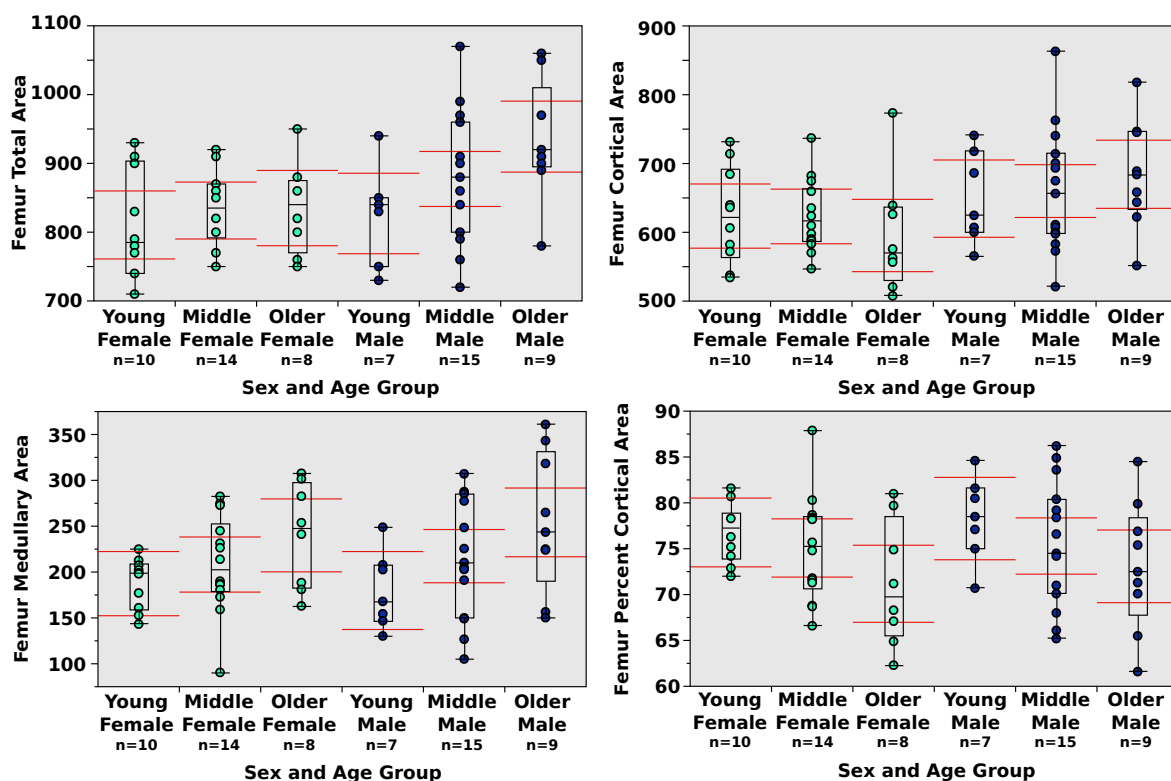 Femur Total Area
1100
1000
900
800
700
Young Female n=10
Middle Female n=14
Older Female n=8
Young Male n=7
Middle Male n=15
Older Male n=9
Sex and Age Group
Femur Cortical Area
900
800
700
600
500
Young Female n=10
Middle Female n=14
Older Female n=8
Young Male n=7
Middle Male n=15
Older Male n=9
Sex and Age Group
Femur Medullary Area
350
300
250
200
150
100
Young Female n=10
Middle Female n=14
Older Female n=8
Young Male n=7
Middle Male n=15
Older Male n=9
Sex and Age Group
Femur Percent Cortical Area
90
85
80
75
70
65
60
Young Female n=10
Middle Female n=14
Older Female n=8
Young Male n=7
Middle Male n=15
Older Male n=9
Sex and Age Group